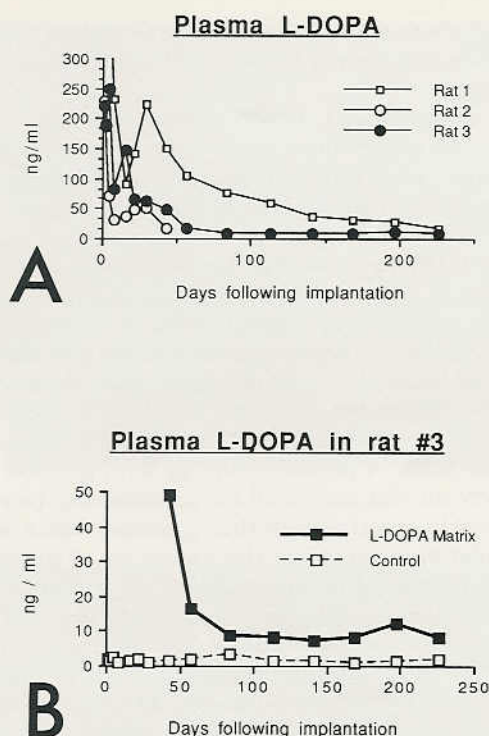 Plasma L-DOPA
300
250
200
150
100
50
0
ng/ml
Rat 1
Rat 2
Rat 3
0
100
200
Days following implantation
A
Plasma L-DOPA in rat #3
50
40
30
20
10
0
ng / ml
L-DOPA Matrix
Control
0
50
100
150
200
250
Days following implantation
B